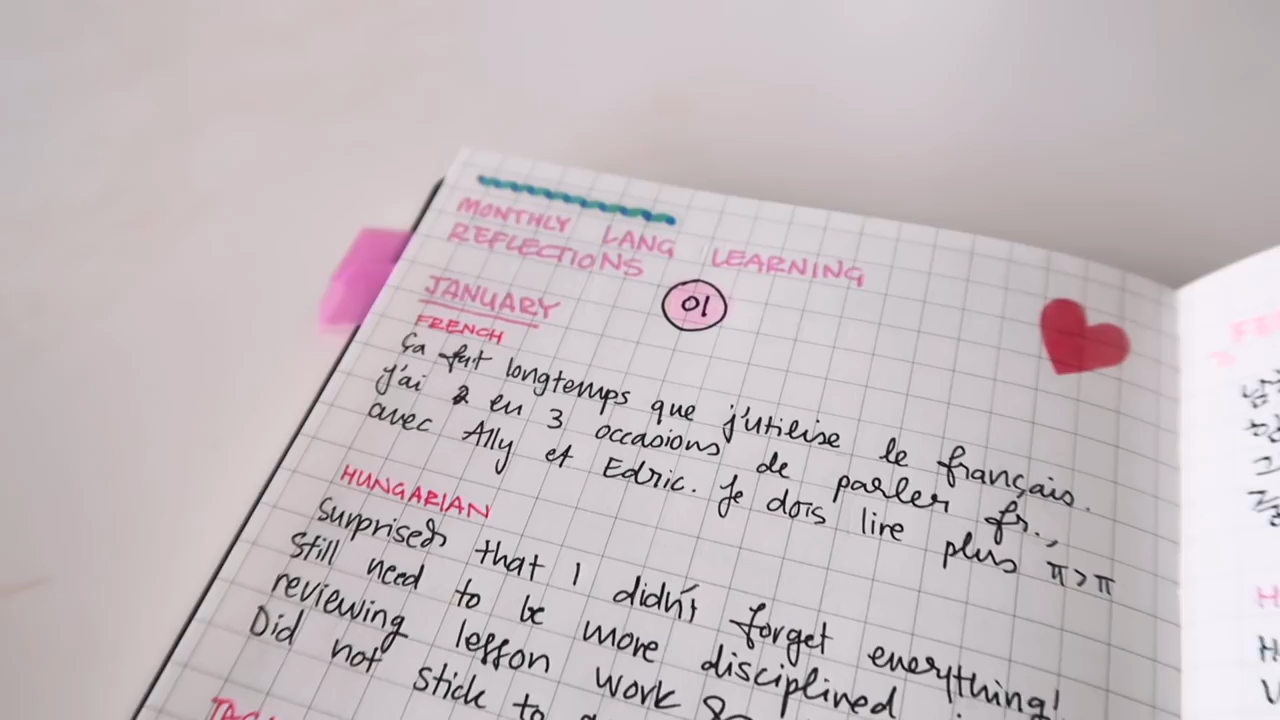 MONTHLY LANG LEARNING
REFLECTIONS
01
JANUARY
FRENCH
ça fait longtemps que j'utilise le français.
j'ai en 3 occasions de parler fr.,
avec Ally et Edric. Je dois lire plus π>π
HUNGARIAN
Surprised that I didn't forget everything!
Still need to be more disciplined
reviewing lesson work
Did not stick to